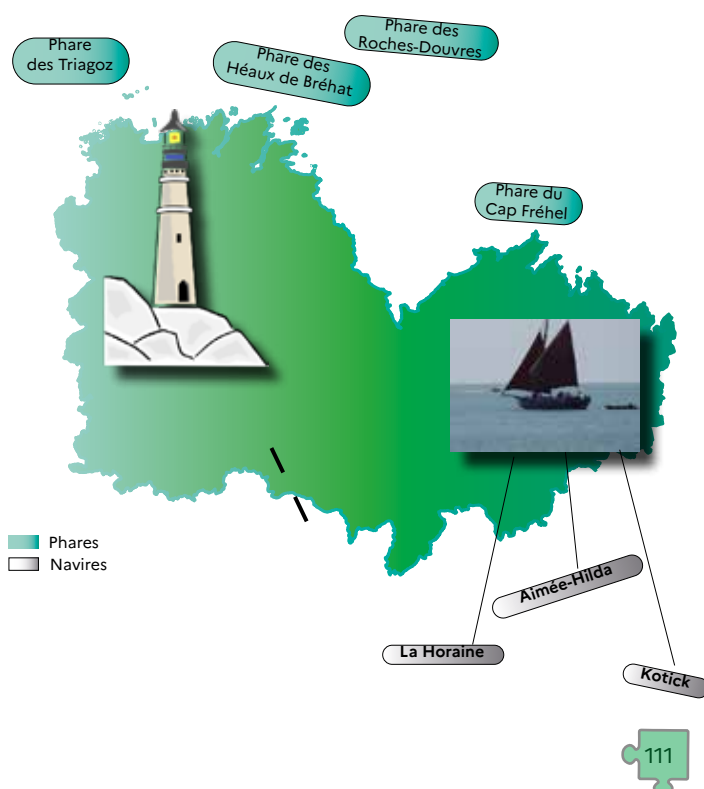 Phare des
Roches-Douvres
Phare
des Triagoz
Phare des
Héaux de Bréhat
Phare du
Cap Fréhel
Phares
Navires
Aimée-Hilda
La Horaine
Kotick
111